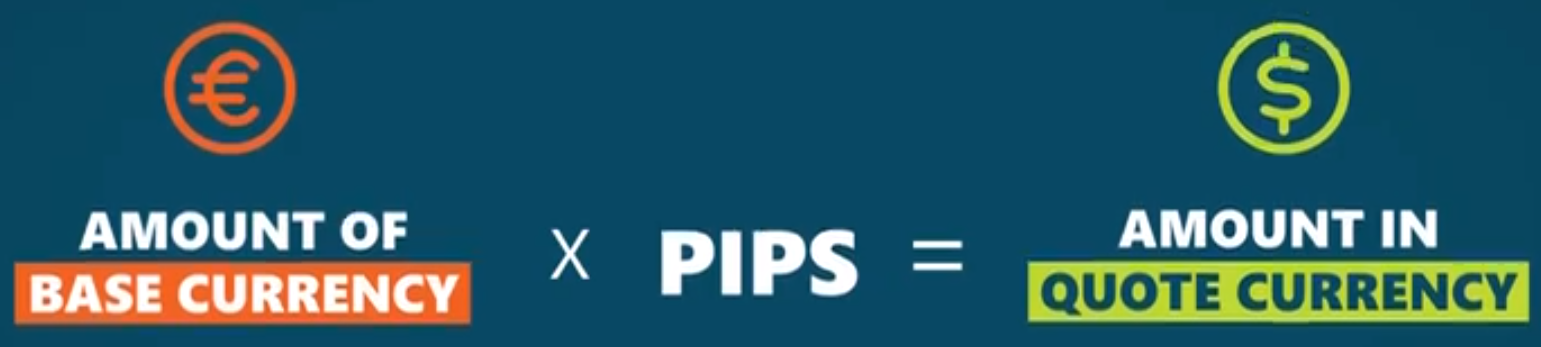 €
$
AMOUNT OF
BASE CURRENCY
X
PIPS
=
AMOUNT IN
QUOTE CURRENCY